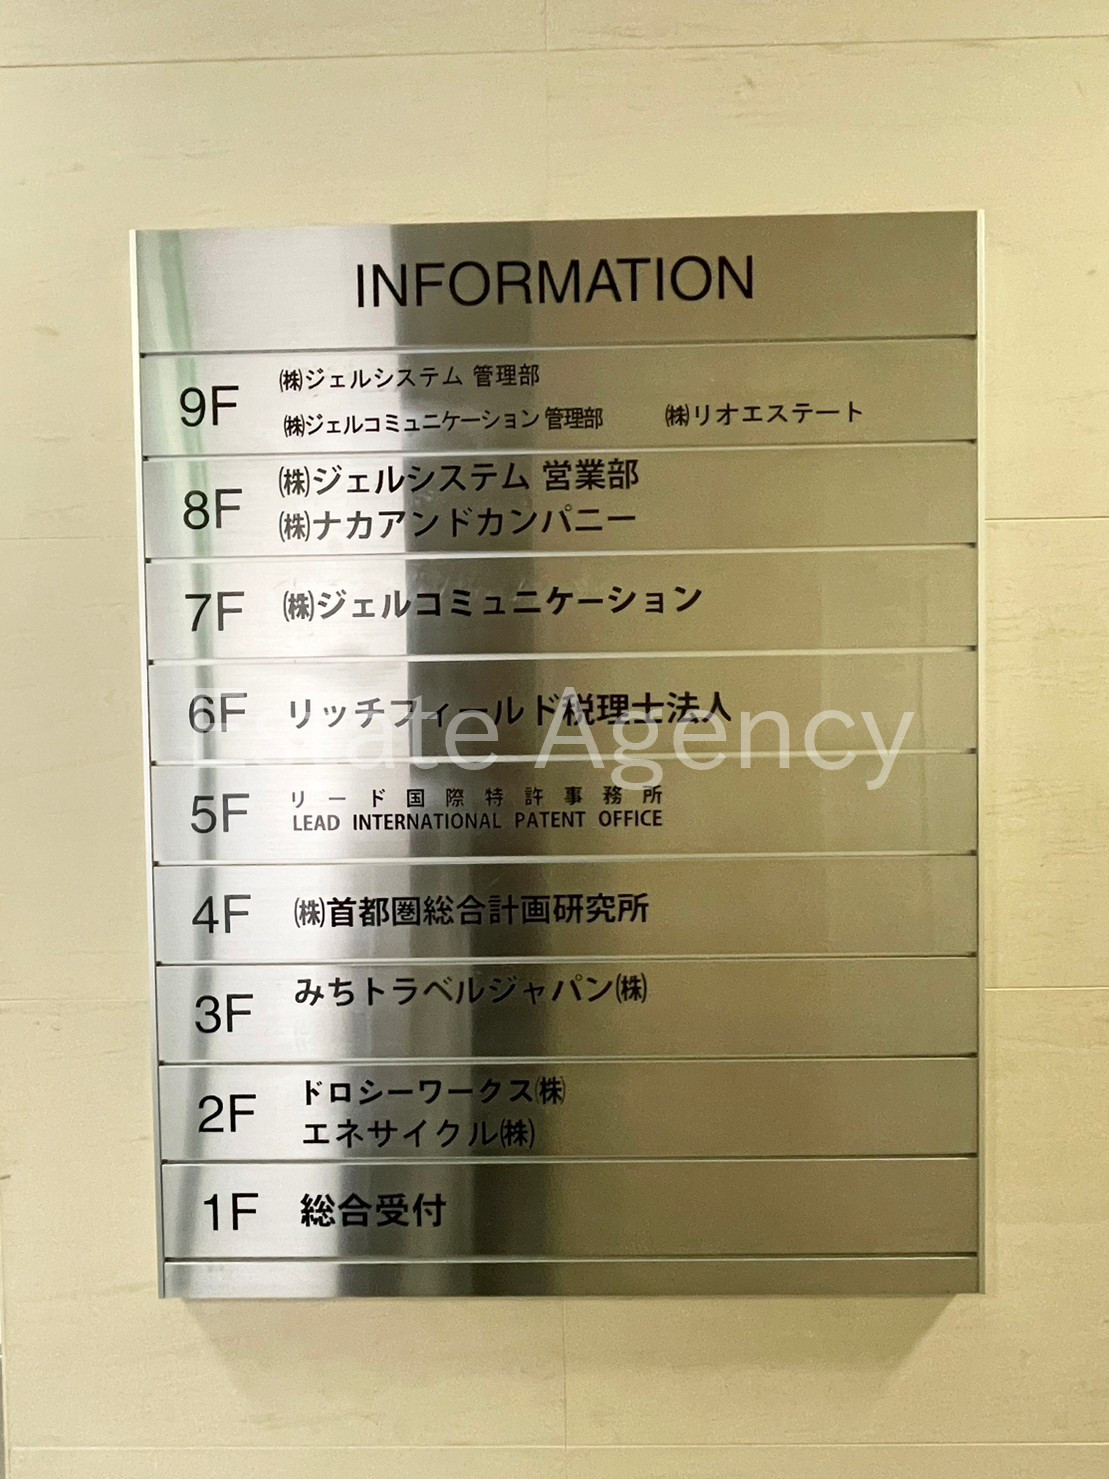 INFORMATION
9F
㈱ジェルシステム 管理部
㈱ジェルコミュニケーション 管理部 ㈱リオエステート
8F
㈱ジェルシステム 営業部
㈱ナカアンドカンパニー
7F ㈱ジェルコミュニケーション
6F リッチフィールド税理士法人
Estate Agency
5F
リード国際特許事務所
LEAD INTERNATIONAL PATENT OFFICE
4F ㈱首都圏総合計画研究所
3F みちトラベルジャパン㈱
2F
ドロシーワークス㈱
エネサイクル㈱
1F 総合受付